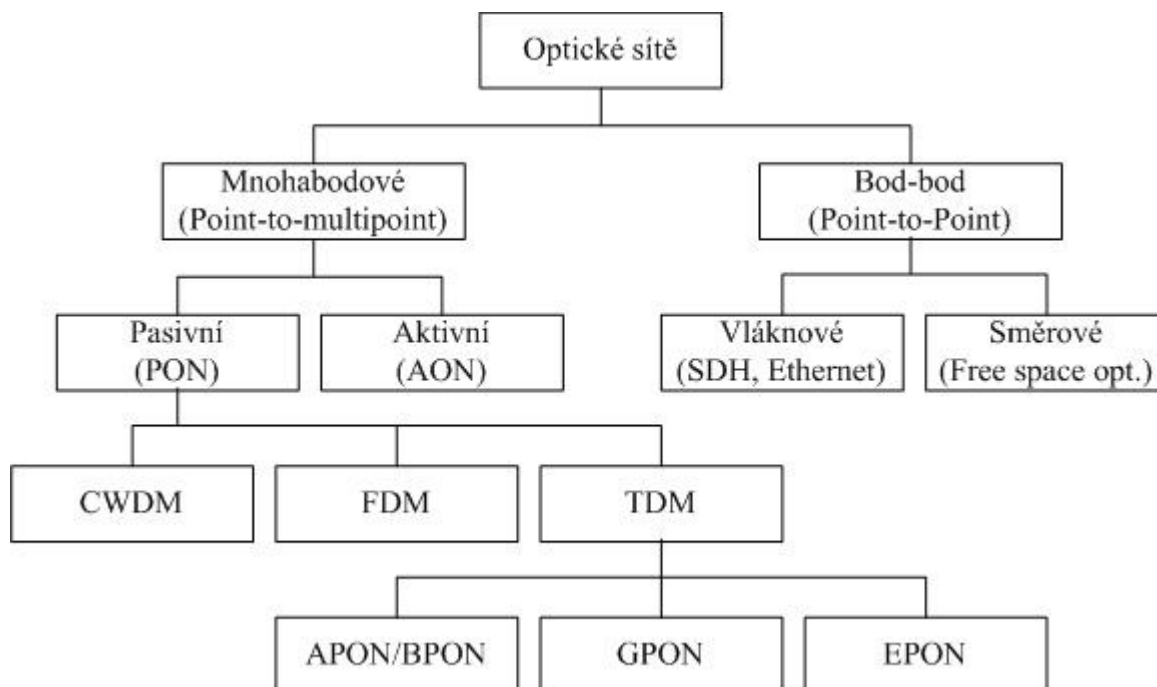 Optické sítě
Mnohabodové
(Point-to-multipoint)
Bod-bod
(Point-to-Point)
Pasivní
(PON)
Aktivní
(AON)
Vláknové
(SDH, Ethernet)
Směrové
(Free space opt.)
CWDM
FDM
TDM
APON/BPON
GPON
EPON